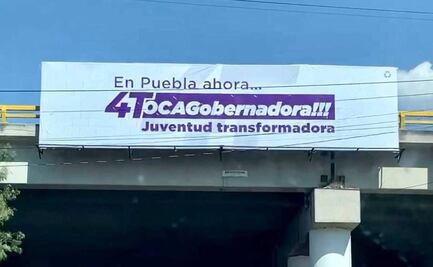 En Puebla ahora...
4TOCAGobernadora!!!
Juventud transformadora